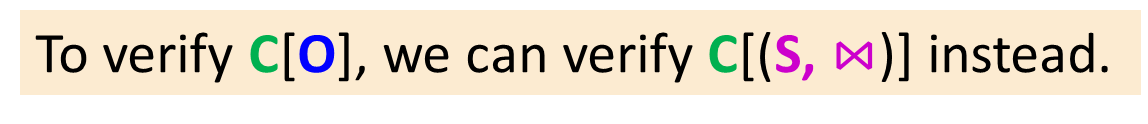 To verify C[O], we can verify C[(S, ⋈)] instead.